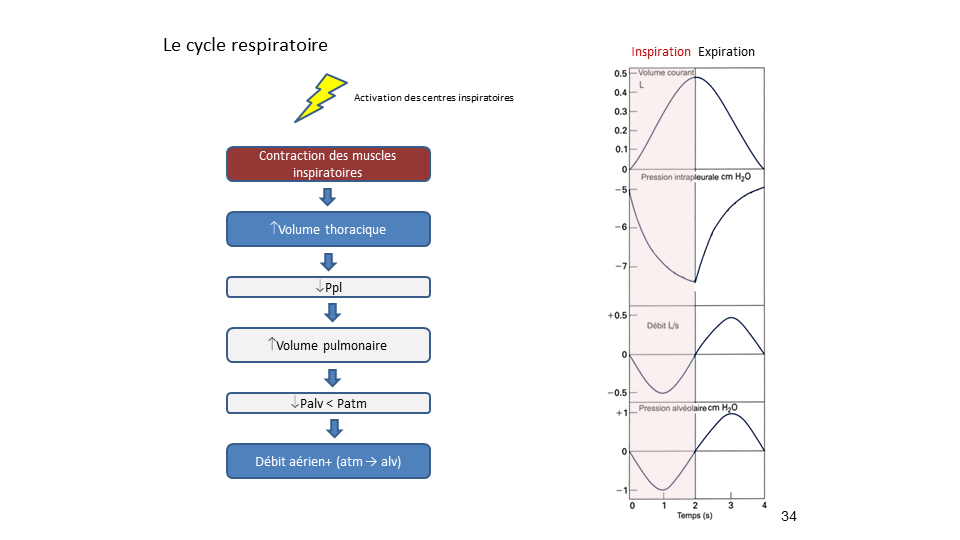 Le cycle respiratoire
Activation des centres inspiratoires
Contraction des muscles
inspiratoires
↑Volume thoracique
↓Ppl
↑Volume pulmonaire
↓Palv < Patm
Débit aérien+ (atm → alv)
Inspiration Expiration
Volume courant
L
0.5
0.4
0.3
0.2
0.1
0
Pression intrapleurale cm H₂O
−5
−6
−7
+0.5
Débit L/s
0
−0.5
Pression alvéolaire cm H₂O
+1
0
−1
0 1 2 3 4
Temps (s)
34